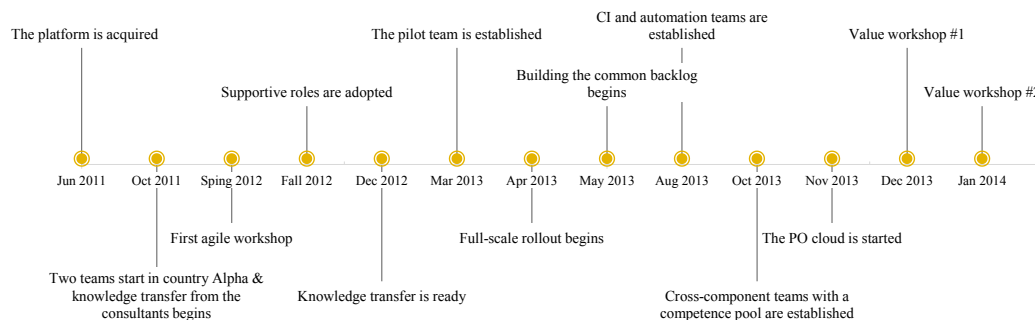 CI and automation teams are
established
The platform is acquired
The pilot team is established
Value workshop #1
Building the common backlog
begins
Supportive roles are adopted
Value workshop #
Jun 2011
Oct 2011
Sping 2012
Fall 2012
Dec 2012
Mar 2013
Apr 2013
May 2013
Aug 2013
Oct 2013
Nov 2013
Dec 2013
Jan 2014
First agile workshop
Full-scale rollout begins
The PO cloud is started
Two teams start in country Alpha &
knowledge transfer from the
consultants begins
Knowledge transfer is ready
Cross-component teams with a
competence pool are established